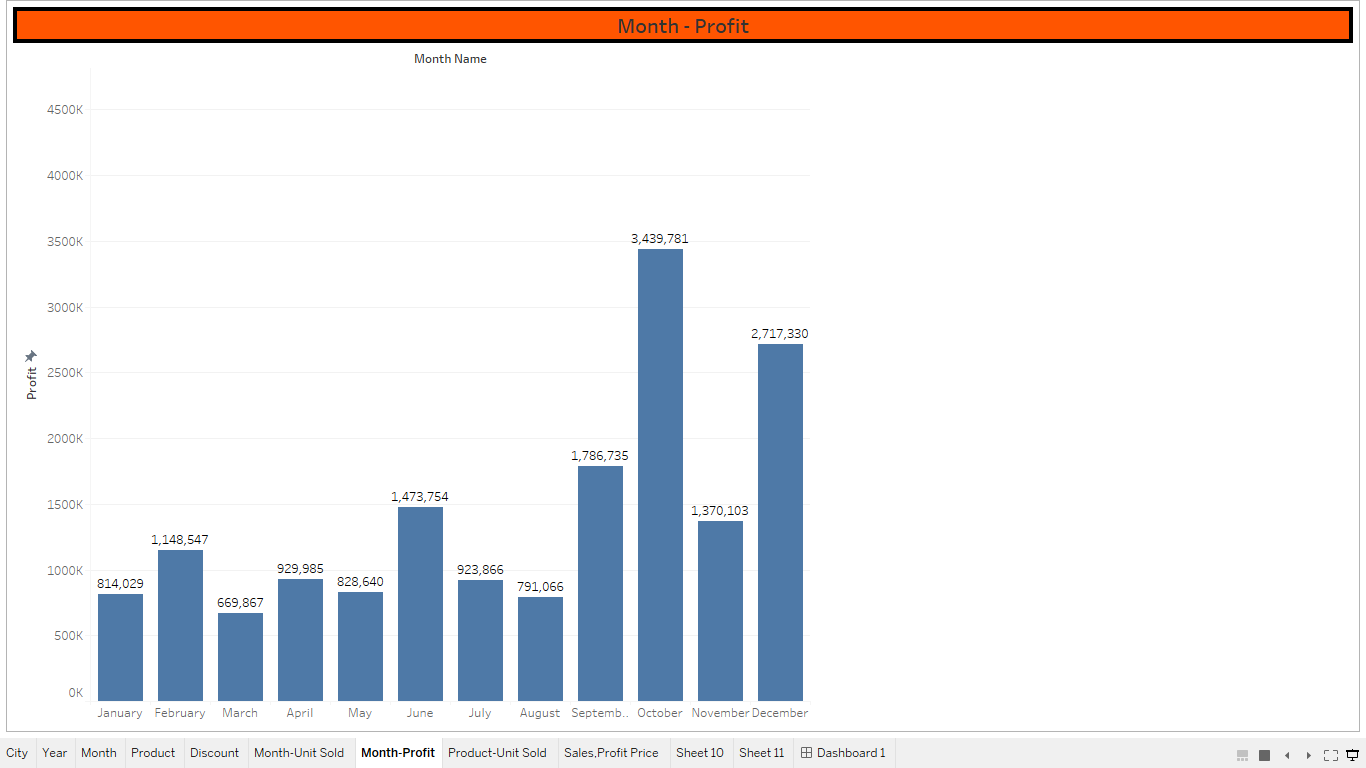 Month - Profit
Month Name
4500K
4000K
3500K
3,439,781
3000K
2,717,330
Profit
2500K
2000K
1,786,735
1500K
1,473,754
1,370,103
1,148,547
1000K
929,985
923,866
814,029
828,640
791,066
669,867
500K
0K
January February March April May June July August Septemb.. October November December
City Year Month Product Discount Month-Unit Sold Month-Profit Product-Unit Sold Sales,Profit Price Sheet 10 Sheet 11 Dashboard 1